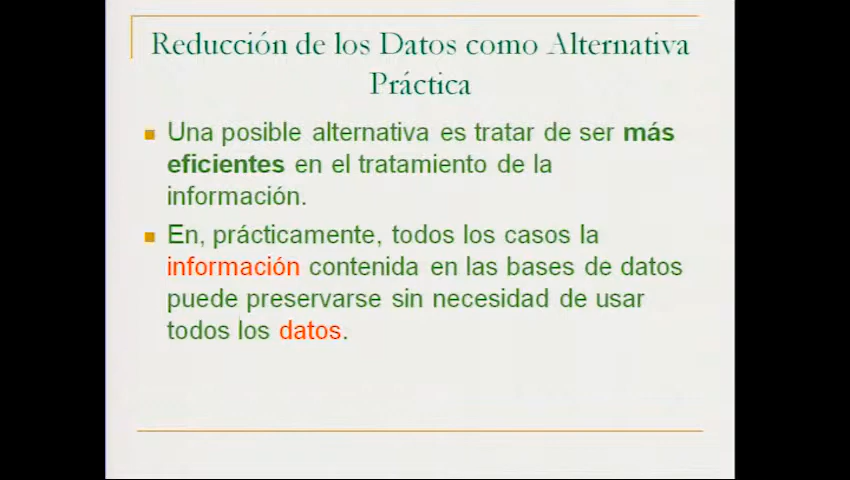 Reducción de los Datos como Alternativa
Práctica
Una posible alternativa es tratar de ser más
eficientes en el tratamiento de la
información.
En, prácticamente, todos los casos la
información contenida en las bases de datos
puede preservarse sin necesidad de usar
todos los datos.